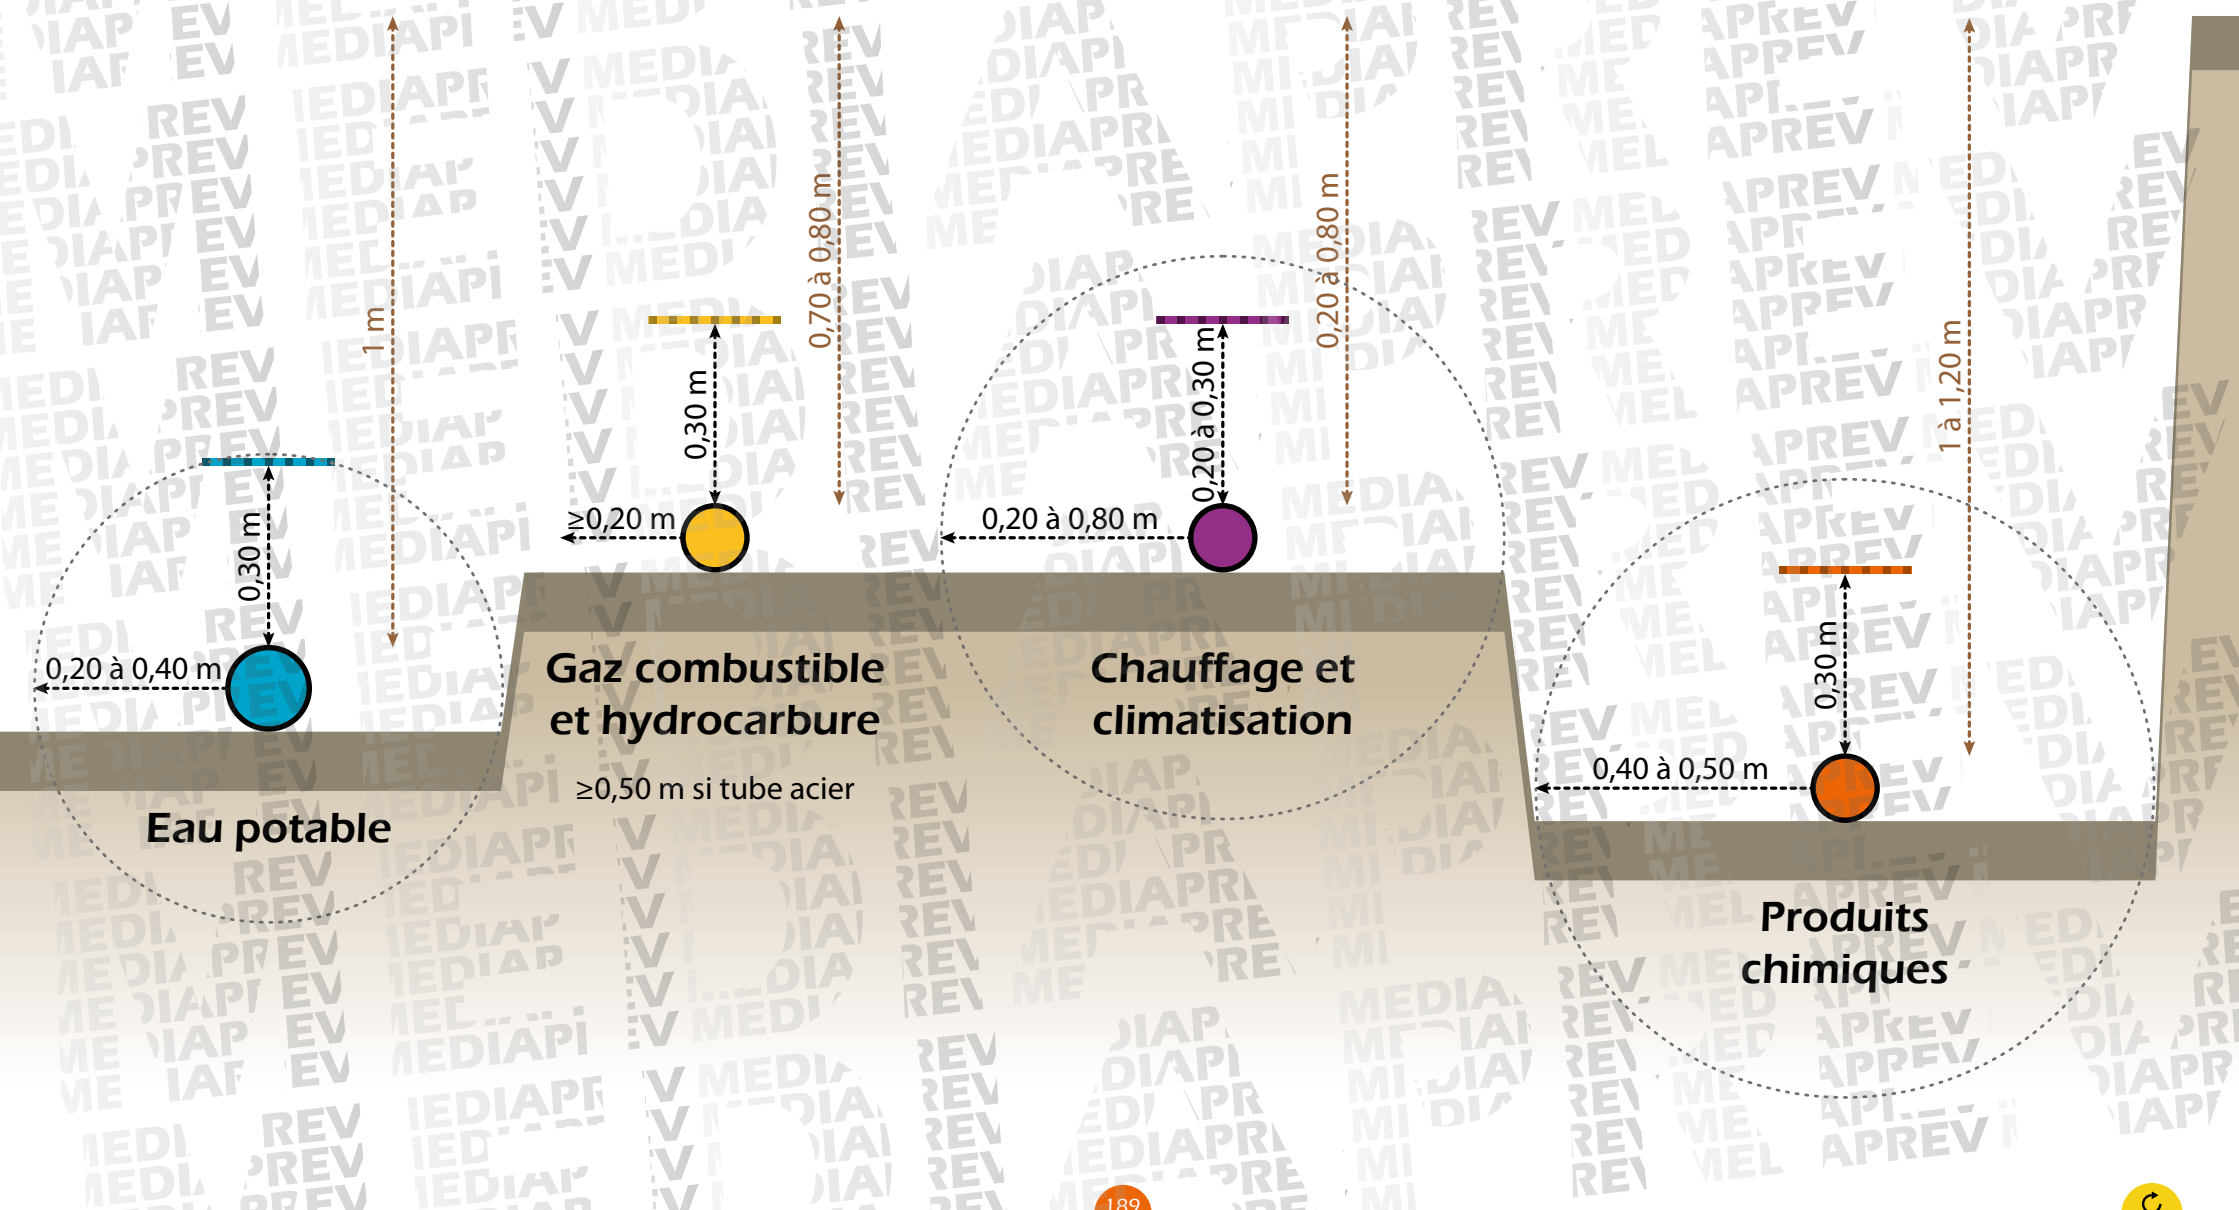 1 m
0,70 à 0,80 m
0,20 à 0,80 m
1 à 1,20 m
0,30 m
0,30 m
0,20 à 0,30 m
0,30 m
0,20 à 0,40 m
≥0,20 m
0,20 à 0,80 m
0,40 à 0,50 m
Eau potable
Gaz combustible
et hydrocarbure
≥0,50 m si tube acier
Chauffage et
climatisation
Produits
chimiques
189